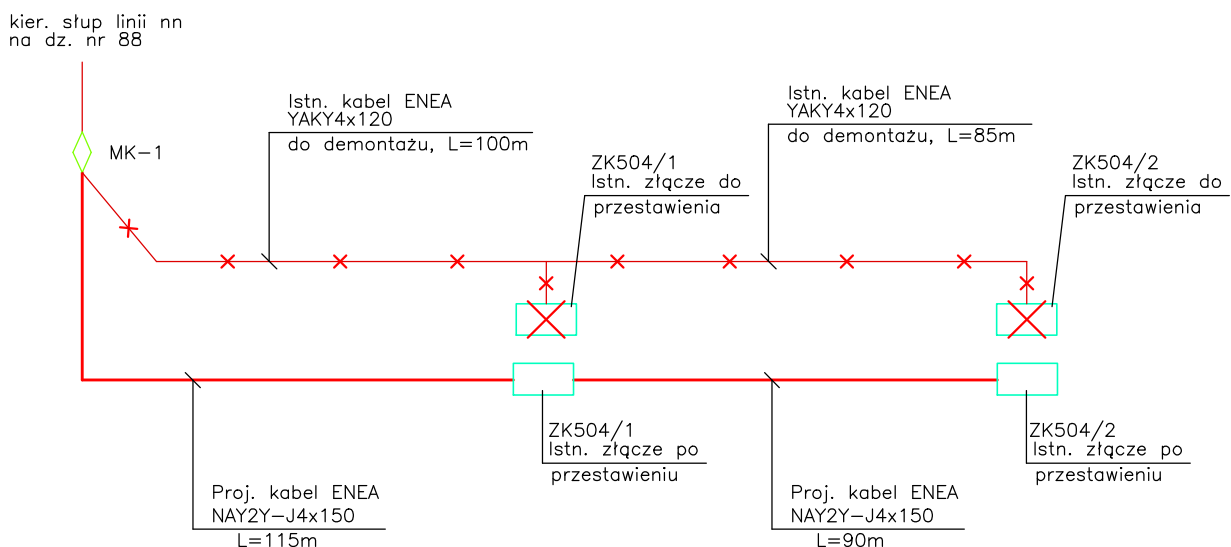 kier. słup linii nn
na dz. nr 88
MK-1
Istn. kabel ENEA
YAKY4x120
do demontażu, L=100m
ZK504/1
Istn. złącze do
przestawienia
Istn. kabel ENEA
YAKY4x120
do demontażu, L=85m
ZK504/2
Istn. złącze do
przestawienia
ZK504/1
Istn. złącze po
przestawieniu
ZK504/2
Istn. złącze po
przestawieniu
Proj. kabel ENEA
NAY2Y-J4x150
L=115m
Proj. kabel ENEA
NAY2Y-J4x150
L=90m